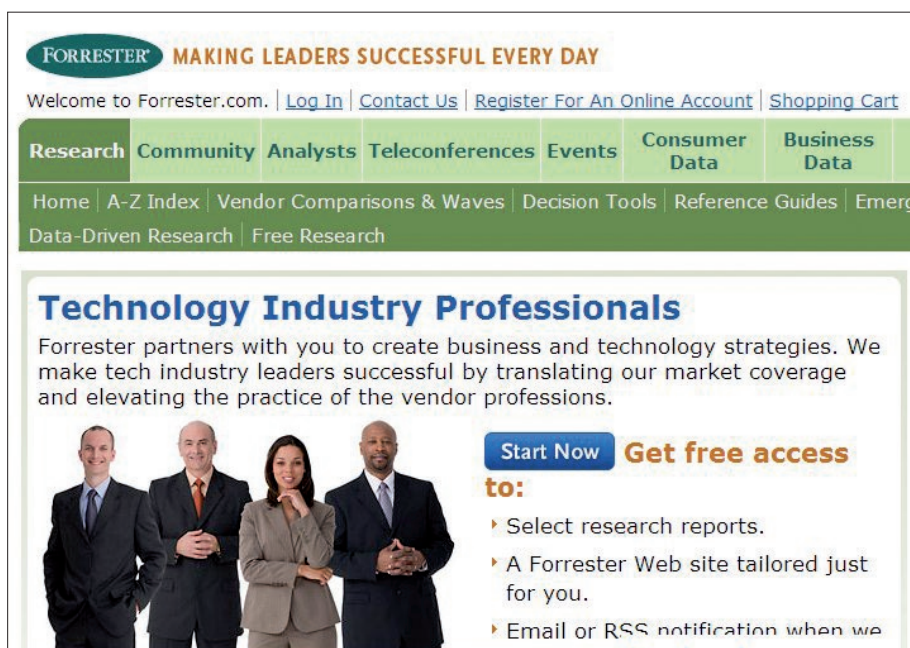 FORRESTER® MAKING LEADERS SUCCESSFUL EVERY DAY
Welcome to Forrester.com. | Log In | Contact Us | Register For An Online Account | Shopping Cart
Research Community Analysts Teleconferences Events Consumer Data Business Data
Home | A-Z Index | Vendor Comparisons & Waves | Decision Tools | Reference Guides | Emerg
Data-Driven Research | Free Research
Technology Industry Professionals
Forrester partners with you to create business and technology strategies. We
make tech industry leaders successful by translating our market coverage
and elevating the practice of the vendor professions.
Start Now Get free access
to:
Select research reports.
A Forrester Web site tailored just
for you.
Email or RSS notification when we